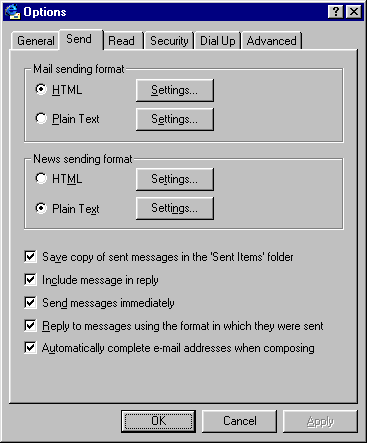 Options
General Send Read Security Dial Up Advanced
Mail sending format
HTML Settings...
Plain Text Settings...
News sending format
HTML Settings...
Plain Text Settings...
Save copy of sent messages in the 'Sent Items' folder
Include message in reply
Send messages immediately
Reply to messages using the format in which they were sent
Automatically complete e-mail addresses when composing
OK Cancel Apply